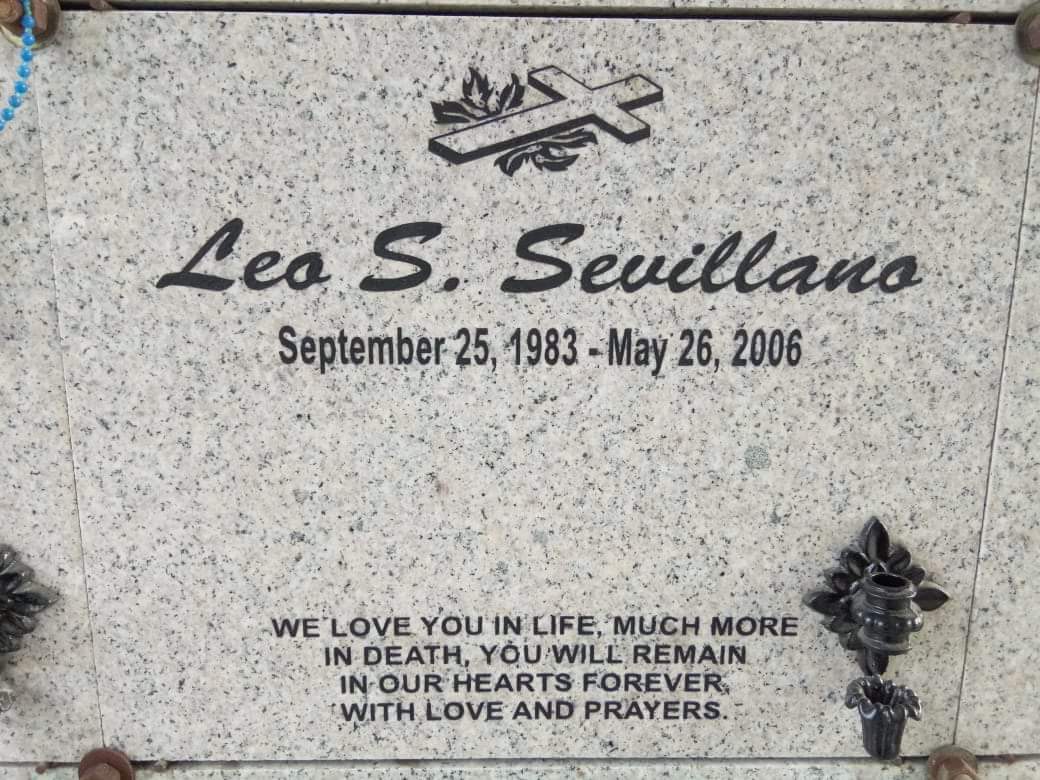 Leo S. Sevillano
September 25, 1983 - May 26, 2006
WE LOVE YOU IN LIFE, MUCH MORE
IN DEATH, YOU WILL REMAIN
IN OUR HEARTS FOREVER,
WITH LOVE AND PRAYERS.